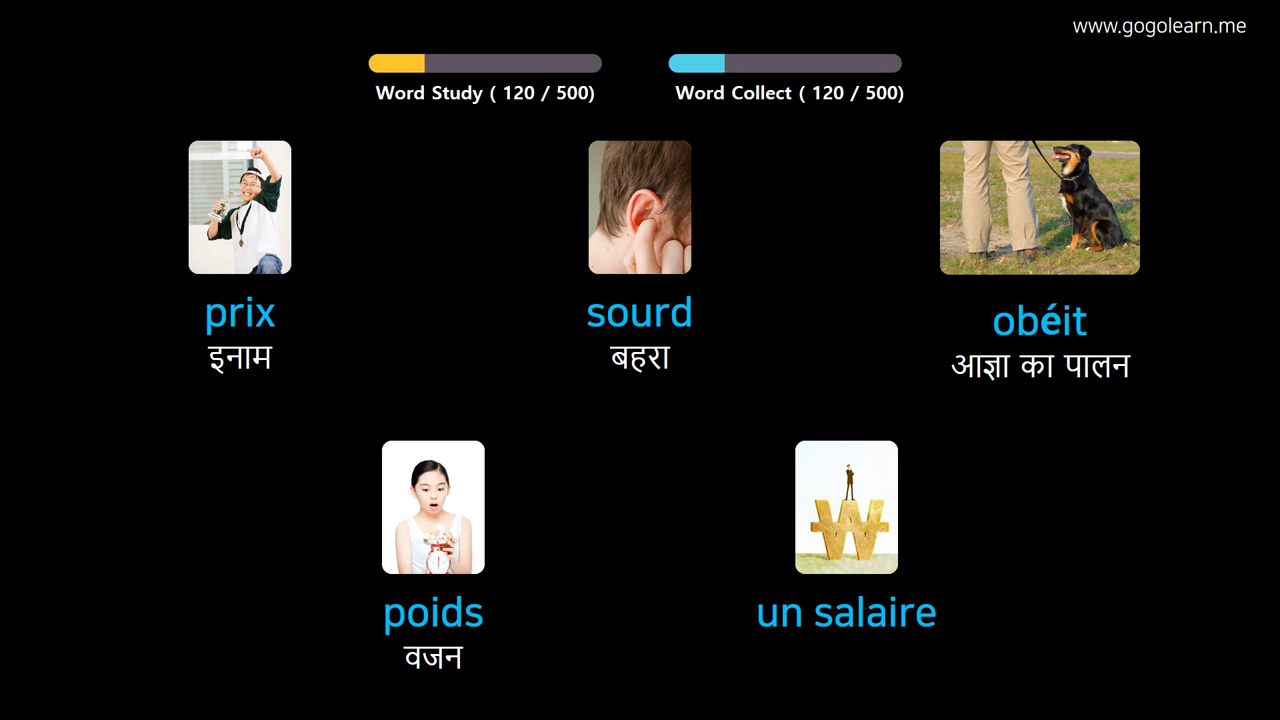 www.gogolearn.me
Word Study ( 120 / 500)
Word Collect ( 120 / 500)
prix
इनाम
sourd
बहरा
obéit
आज्ञा का पालन
poids
वजन
un salaire